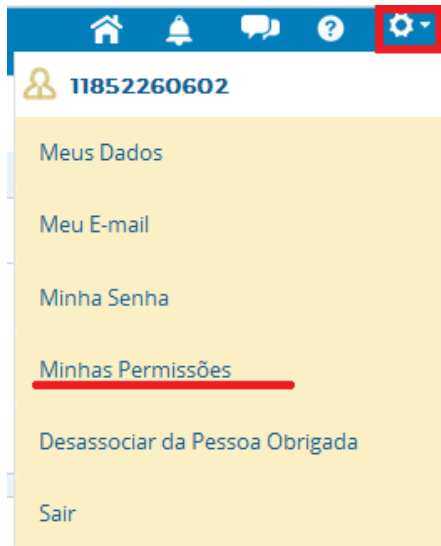 11852260602
Meus Dados
Meu E-mail
Minha Senha
Minhas Permissões
Desassociar da Pessoa Obrigada
Sair